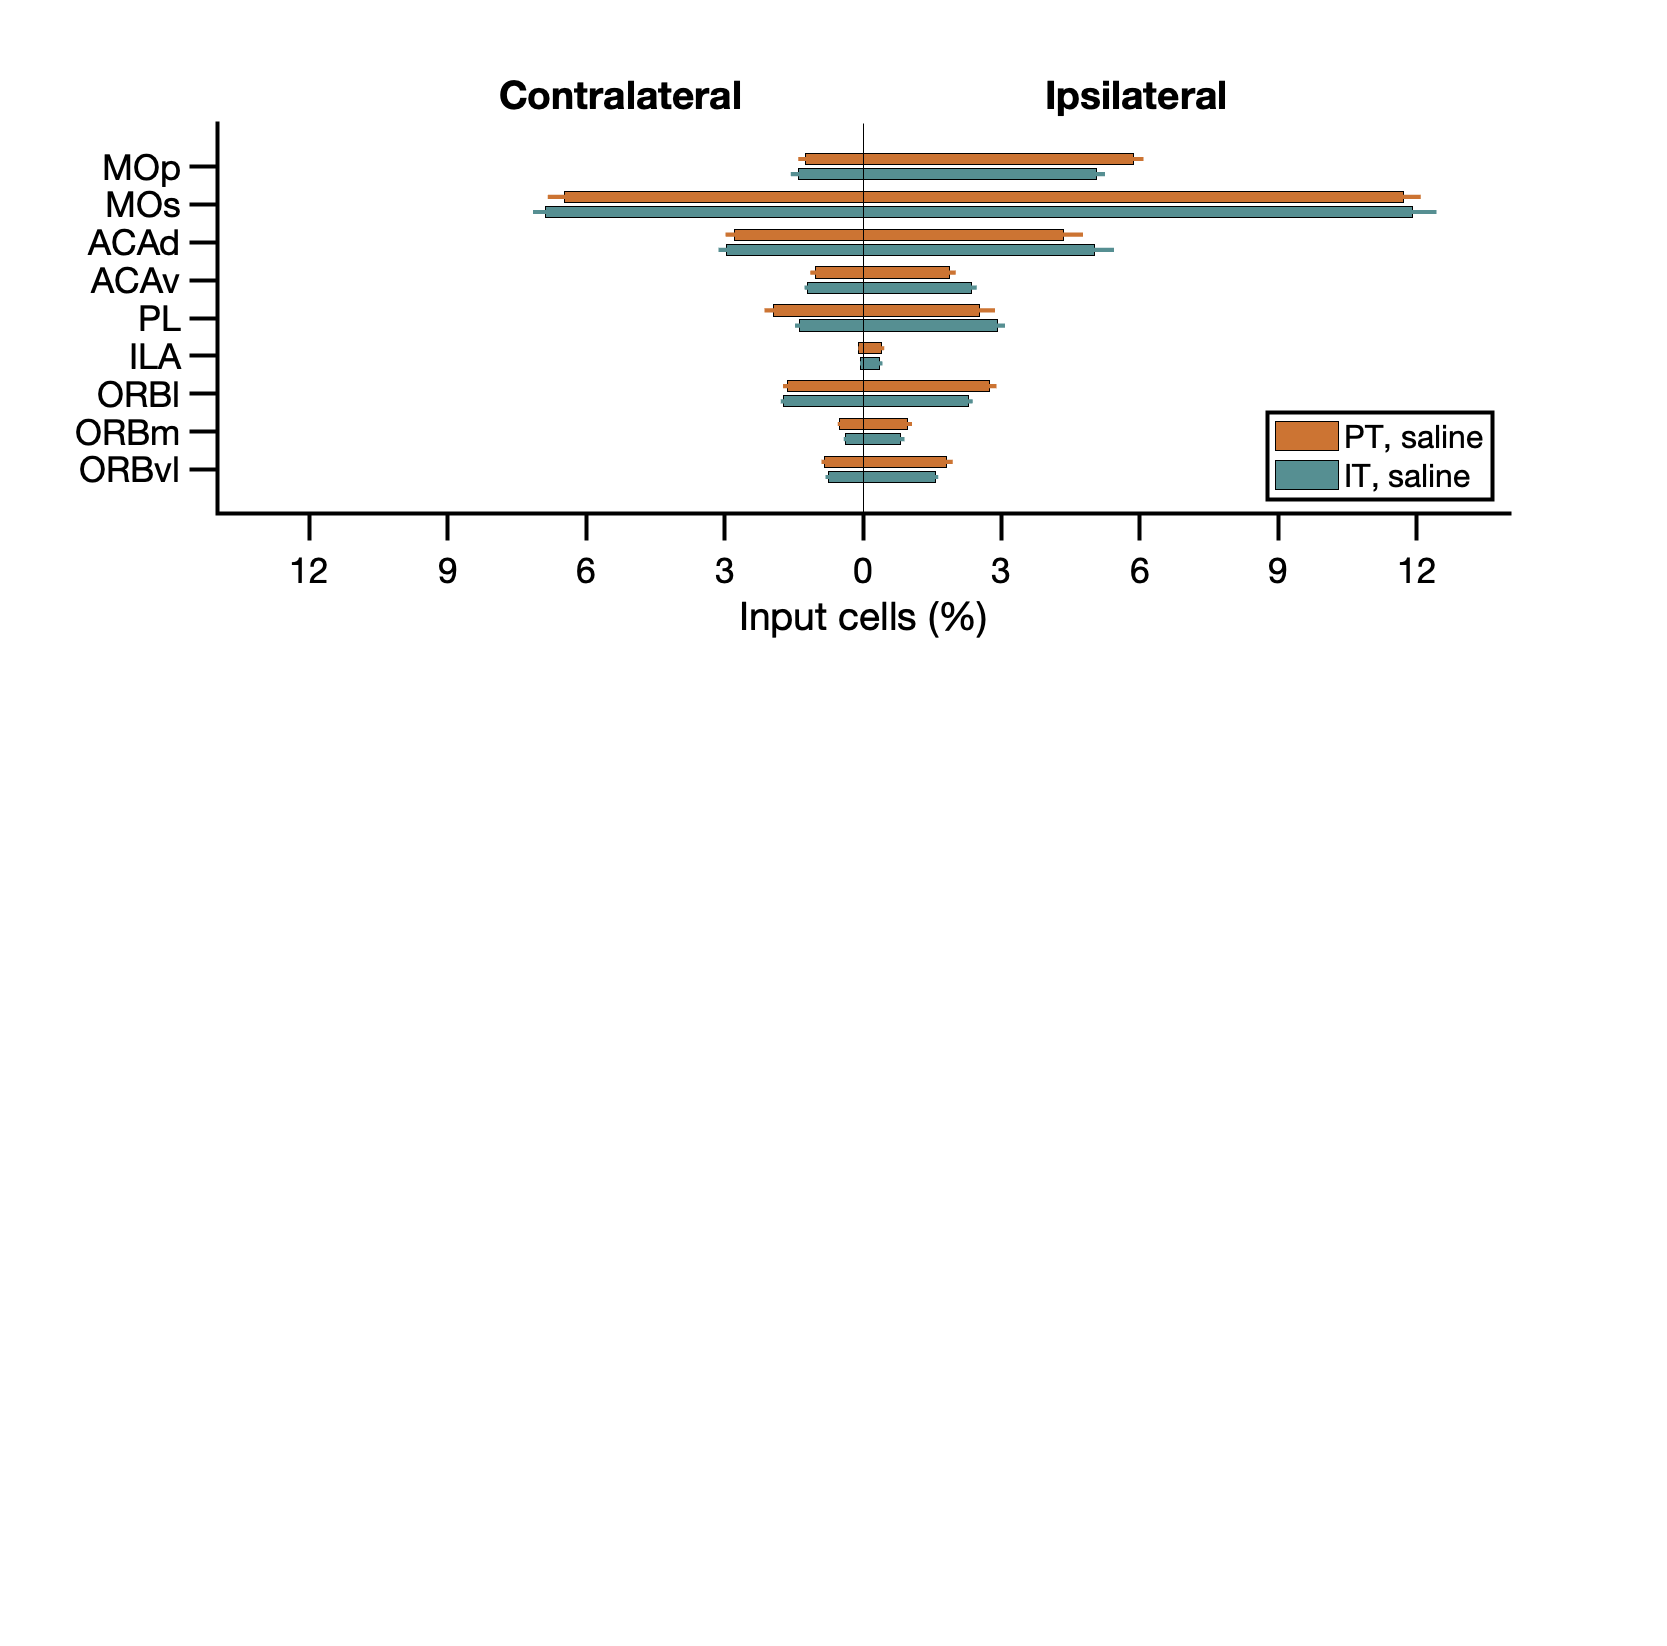 Contralateral Ipsilateral
MOp
MOs
ACAd
ACAv
PL
ILA
ORBl
ORBm
ORBvl
PT, saline
IT, saline
12 9 6 3 0 3 6 9 12
Input cells (%)